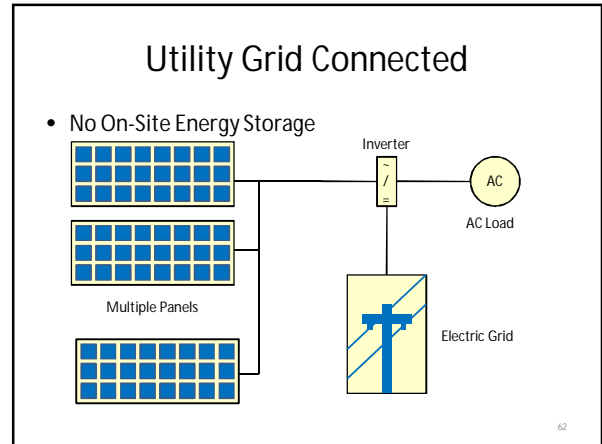 Utility Grid Connected
• No On-Site Energy Storage
Inverter
~
/
=
AC
AC Load
Multiple Panels
Electric Grid
62